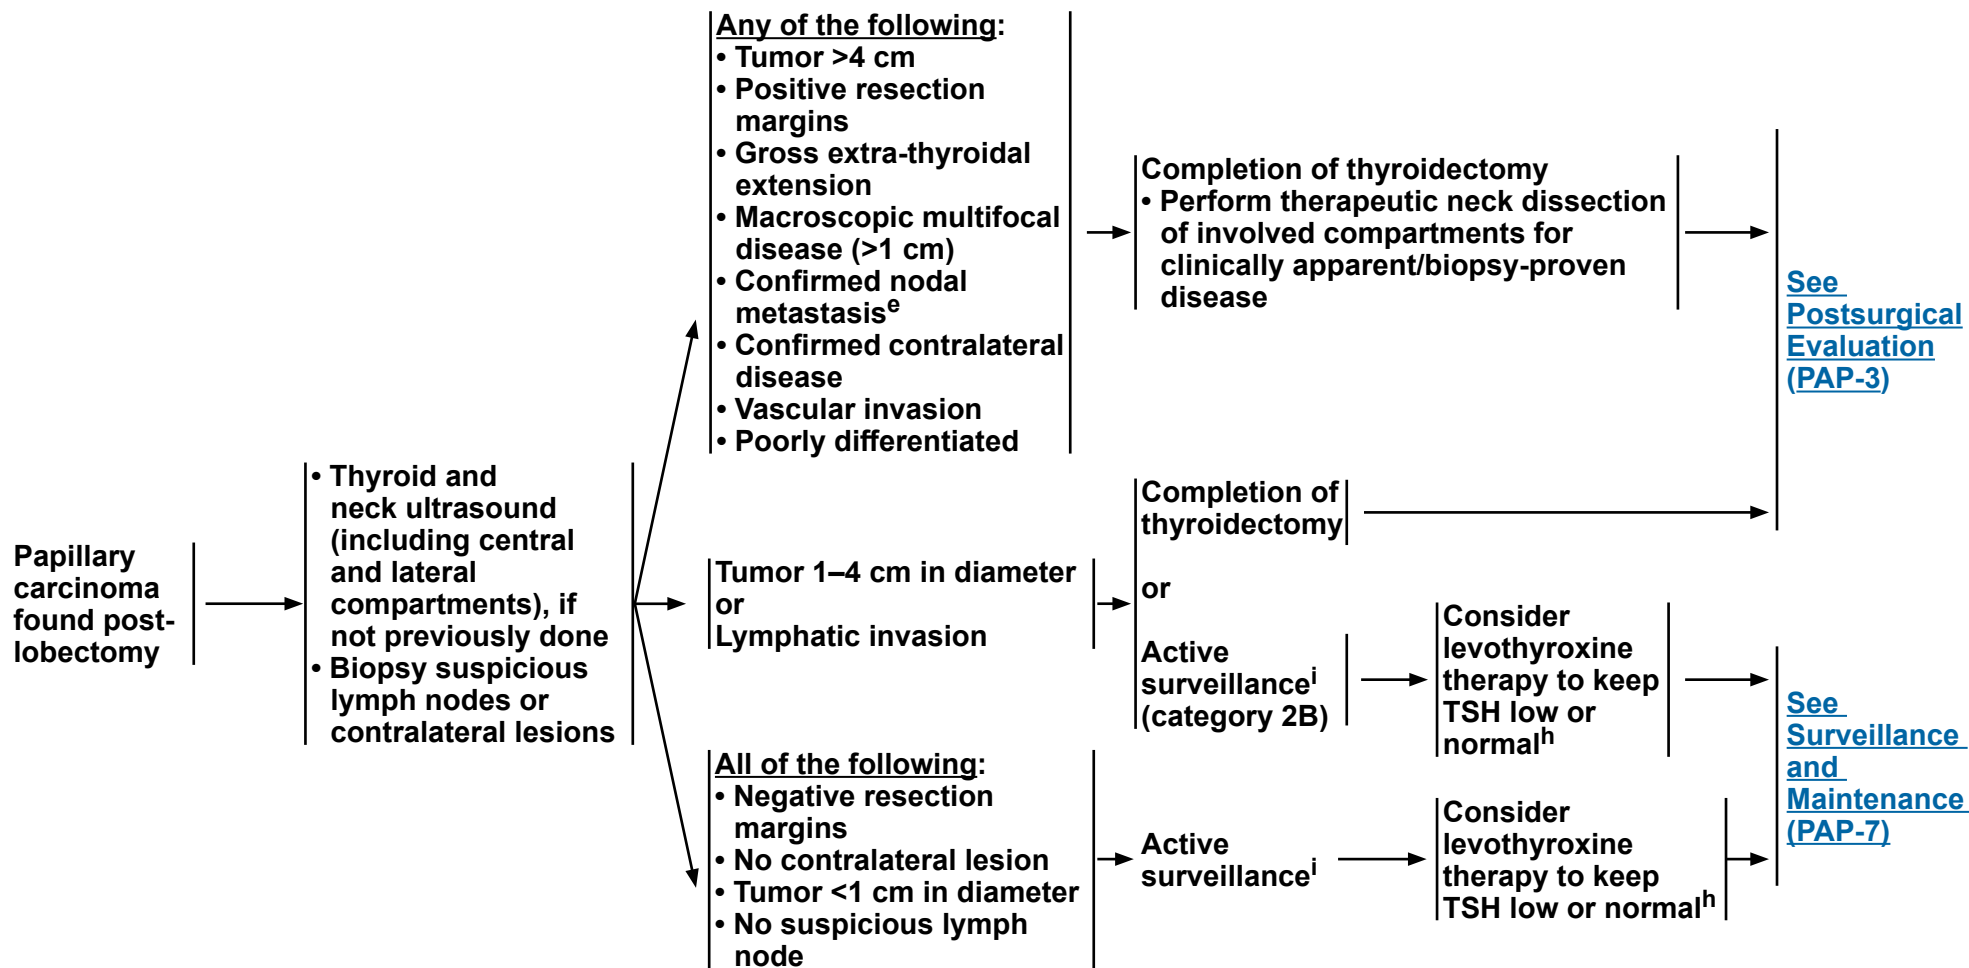 Papillary
carcinoma
found post-
lobectomy
• Thyroid and
neck ultrasound
(including central
and lateral
compartments), if
not previously done
• Biopsy suspicious
lymph nodes or
contralateral lesions
Any of the following:
• Tumor >4 cm
• Positive resection
margins
• Gross extra-thyroidal
extension
• Macroscopic multifocal
disease (>1 cm)
• Confirmed nodal
metastasisᵉ
• Confirmed contralateral
disease
• Vascular invasion
• Poorly differentiated
Completion of thyroidectomy
• Perform therapeutic neck dissection
of involved compartments for
clinically apparent/biopsy-proven
disease
Tumor 1–4 cm in diameter
or
Lymphatic invasion
Completion of
thyroidectomy
or
Active
surveillanceⁱ
(category 2B)
Consider
levothyroxine
therapy to keep
TSH low or
normalʰ
All of the following:
• Negative resection
margins
• No contralateral lesion
• Tumor <1 cm in diameter
• No suspicious lymph
node
Active
surveillanceⁱ
Consider
levothyroxine
therapy to keep
TSH low or normalʰ
See
Postsurgical
Evaluation
(PAP-3)
See
Surveillance
and
Maintenance
(PAP-7)